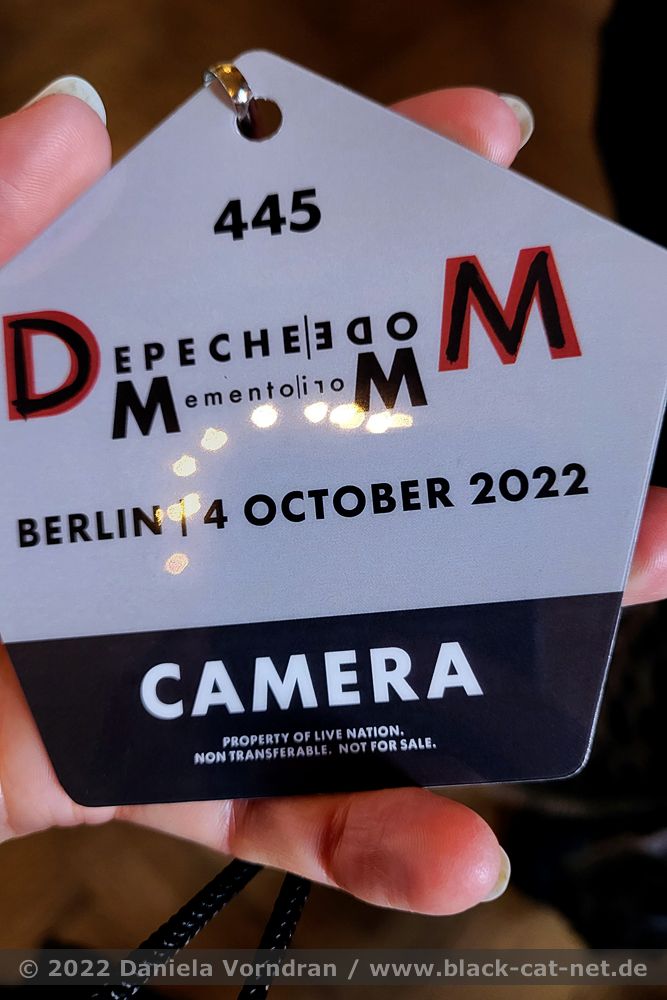 445
DEPECHE|MODE
Memento|Mori M
BERLIN | 4 OCTOBER 2022
CAMERA
PROPERTY OF LIVE NATION.
NON TRANSFERABLE. NOT FOR SALE.
© 2022 Daniela Vorndran / www.black-cat-net.de